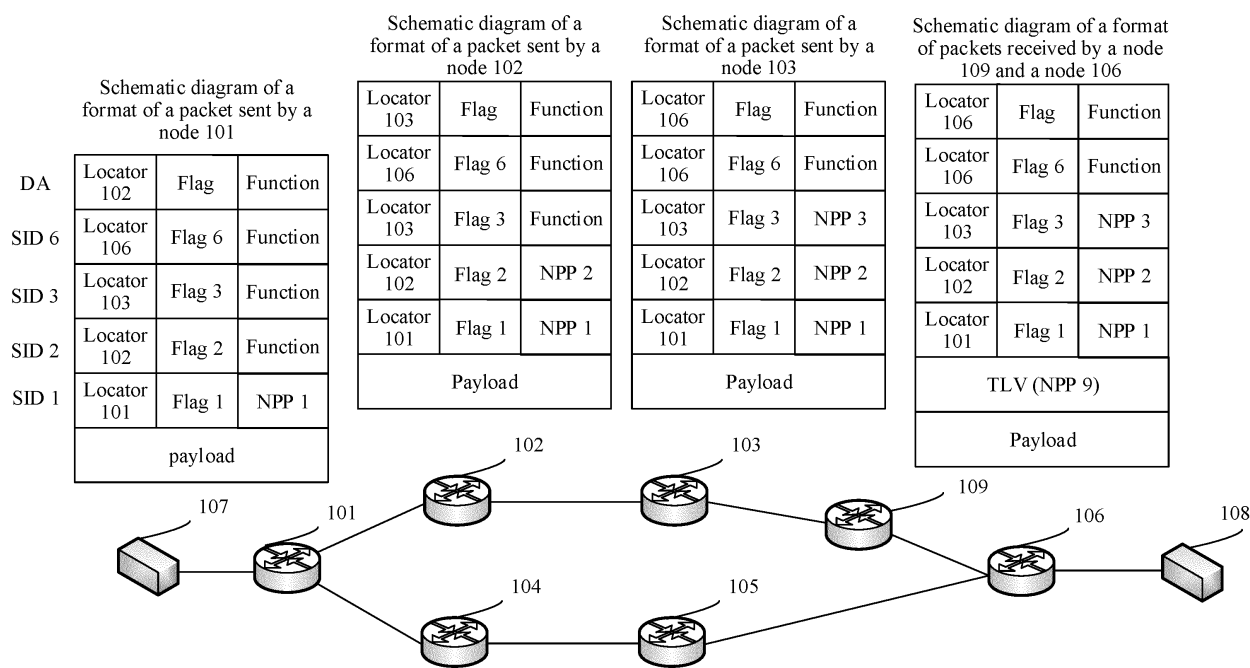 Schematic diagram of a
format of a packet sent by a
node 101
DA
Locator
102
Flag
Function
SID 6
Locator
106
Flag 6
Function
SID 3
Locator
103
Flag 3
Function
SID 2
Locator
102
Flag 2
Function
SID 1
Locator
101
Flag 1
NPP 1
payload
Schematic diagram of a
format of a packet sent by a
node 102
Locator
103
Flag
Function
Locator
106
Flag 6
Function
Locator
103
Flag 3
Function
Locator
102
Flag 2
NPP 2
Locator
101
Flag 1
NPP 1
Payload
Schematic diagram of a
format of a packet sent by a
node 103
Locator
106
Flag
Function
Locator
106
Flag 6
Function
Locator
103
Flag 3
NPP 3
Locator
102
Flag 2
NPP 2
Locator
101
Flag 1
NPP 1
Payload
Schematic diagram of a format
of packets received by a node
109 and a node 106
Locator
106
Flag
Function
Locator
106
Flag 6
Function
Locator
103
Flag 3
NPP 3
Locator
102
Flag 2
NPP 2
Locator
101
Flag 1
NPP 1
TLV (NPP 9)
Payload
102
103
109
107
101
106
108
104
105